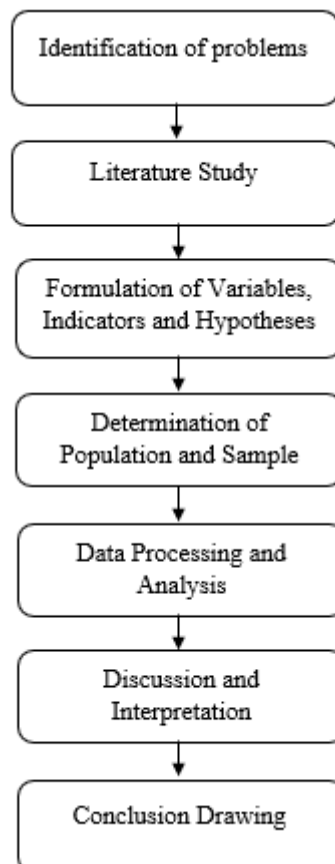 Identification of problems
Literature Study
Formulation of Variables,
Indicators and Hypotheses
Determination of
Population and Sample
Data Processing and
Analysis
Discussion and
Interpretation
Conclusion Drawing